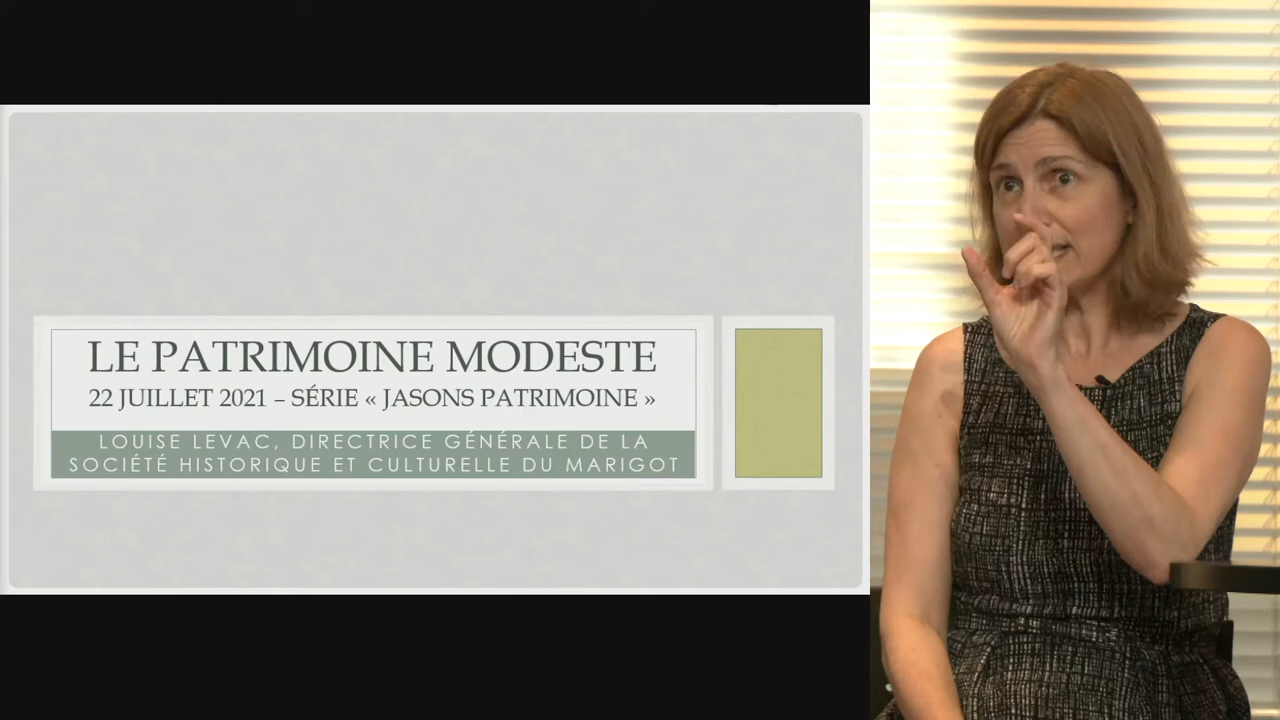 LE PATRIMOINE MODESTE
22 JUILLET 2021 – SÉRIE « JASONS PATRIMOINE »
LOUISE LEVAC, DIRECTRICE GÉNÉRALE DE LA
SOCIÉTÉ HISTORIQUE ET CULTURELLE DU MARIGOT